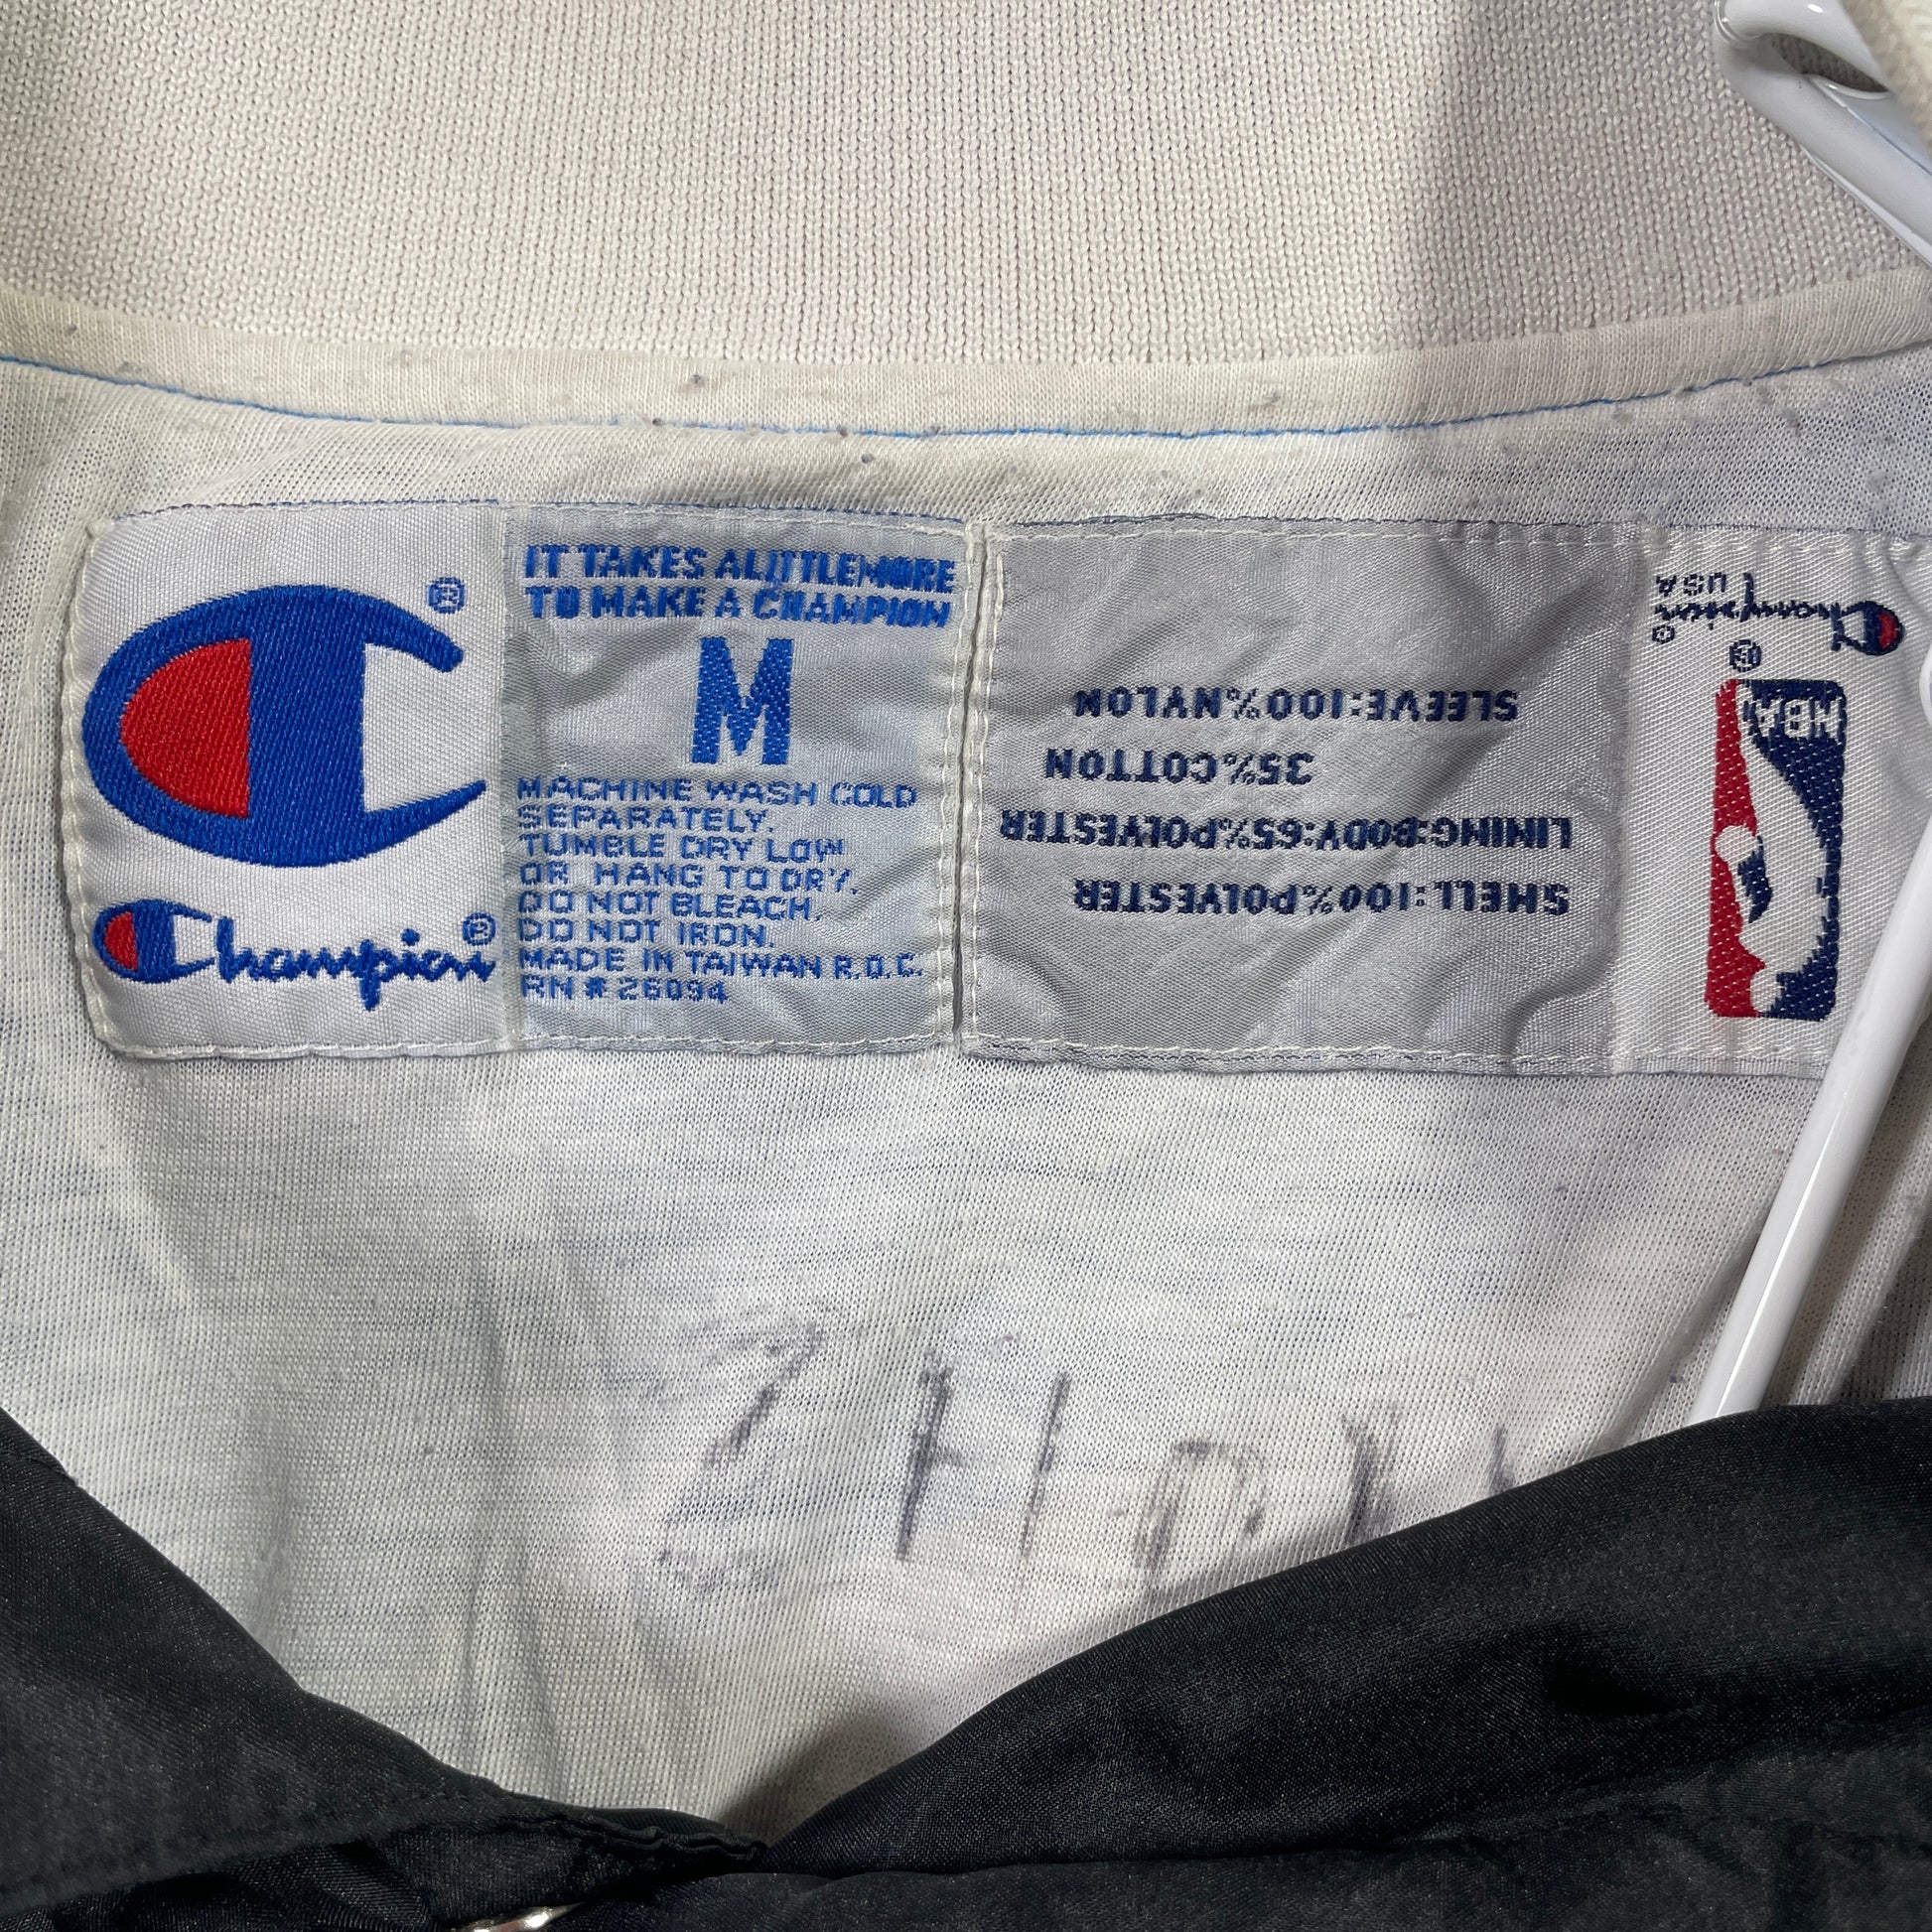 IT TAKES A LITTLE MORE
TO MAKE A CHAMPION
M
MACHINE WASH COLD
SEPARATELY.
TUMBLE DRY LOW
OR HANG TO DRY.
DO NOT BLEACH.
DO NOT IRON.
MADE IN TAIWAN R.O.C.
RN # 26094
®
Champion®
SHELL:100%POLYESTER
LINING:BODY:65%POLYESTER
35%COTTON
SLEEVE:100%NYLON
NBA
®
Champion®
USA